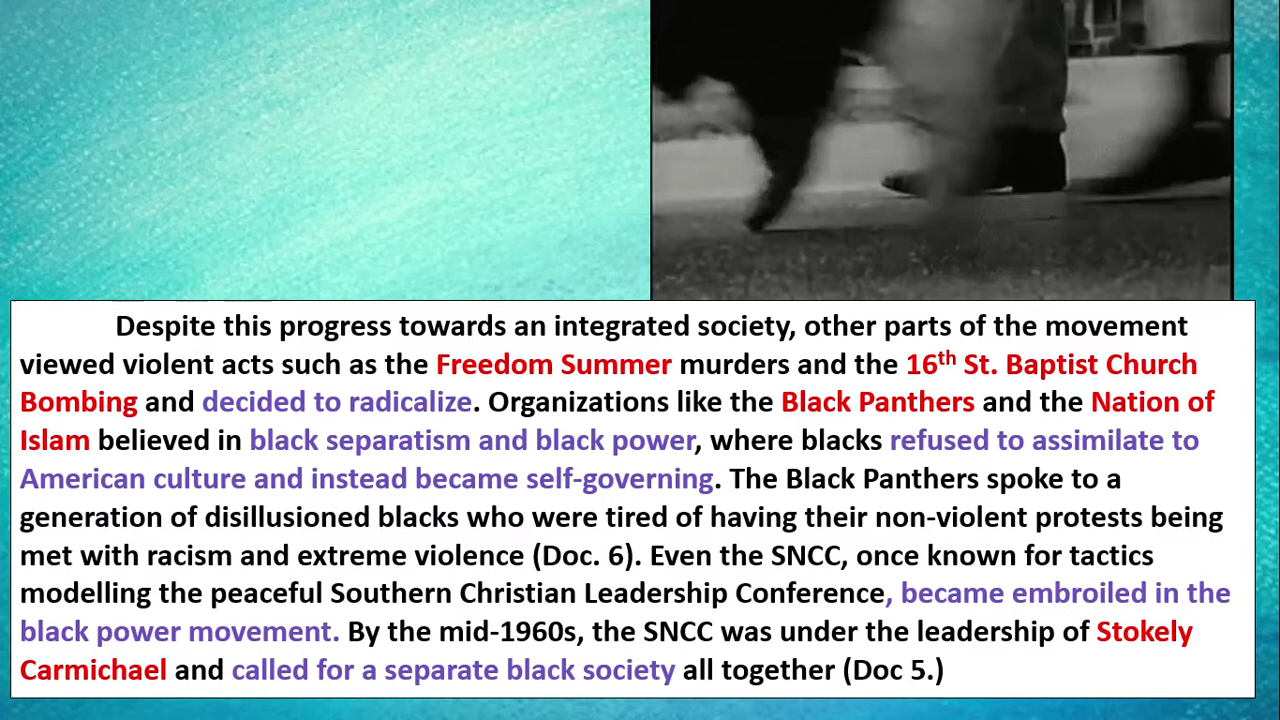 Despite this progress towards an integrated society, other parts of the movement
viewed violent acts such as the Freedom Summer murders and the 16th St. Baptist Church
Bombing and decided to radicalize. Organizations like the Black Panthers and the Nation of
Islam believed in black separatism and black power, where blacks refused to assimilate to
American culture and instead became self-governing. The Black Panthers spoke to a
generation of disillusioned blacks who were tired of having their non-violent protests being
met with racism and extreme violence (Doc. 6). Even the SNCC, once known for tactics
modelling the peaceful Southern Christian Leadership Conference, became embroiled in the
black power movement. By the mid-1960s, the SNCC was under the leadership of Stokely
Carmichael and called for a separate black society all together (Doc 5.)